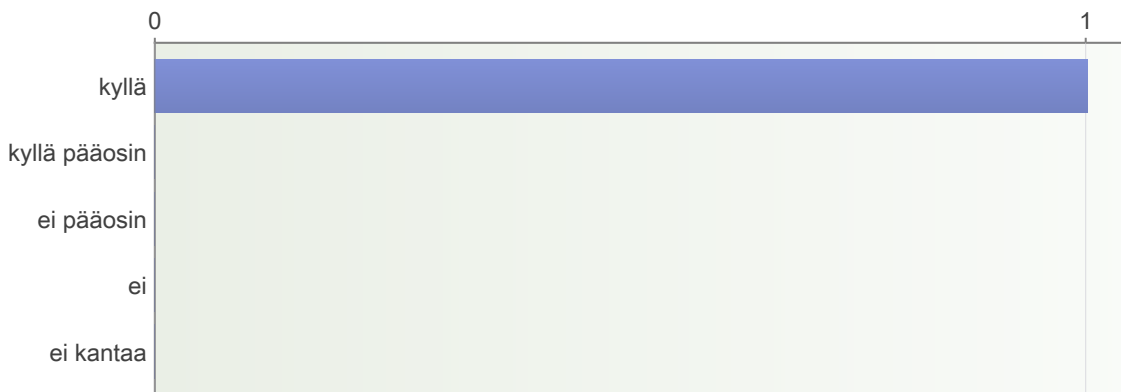 0 1
kyllä
kyllä pääosin
ei pääosin
ei
ei kantaa